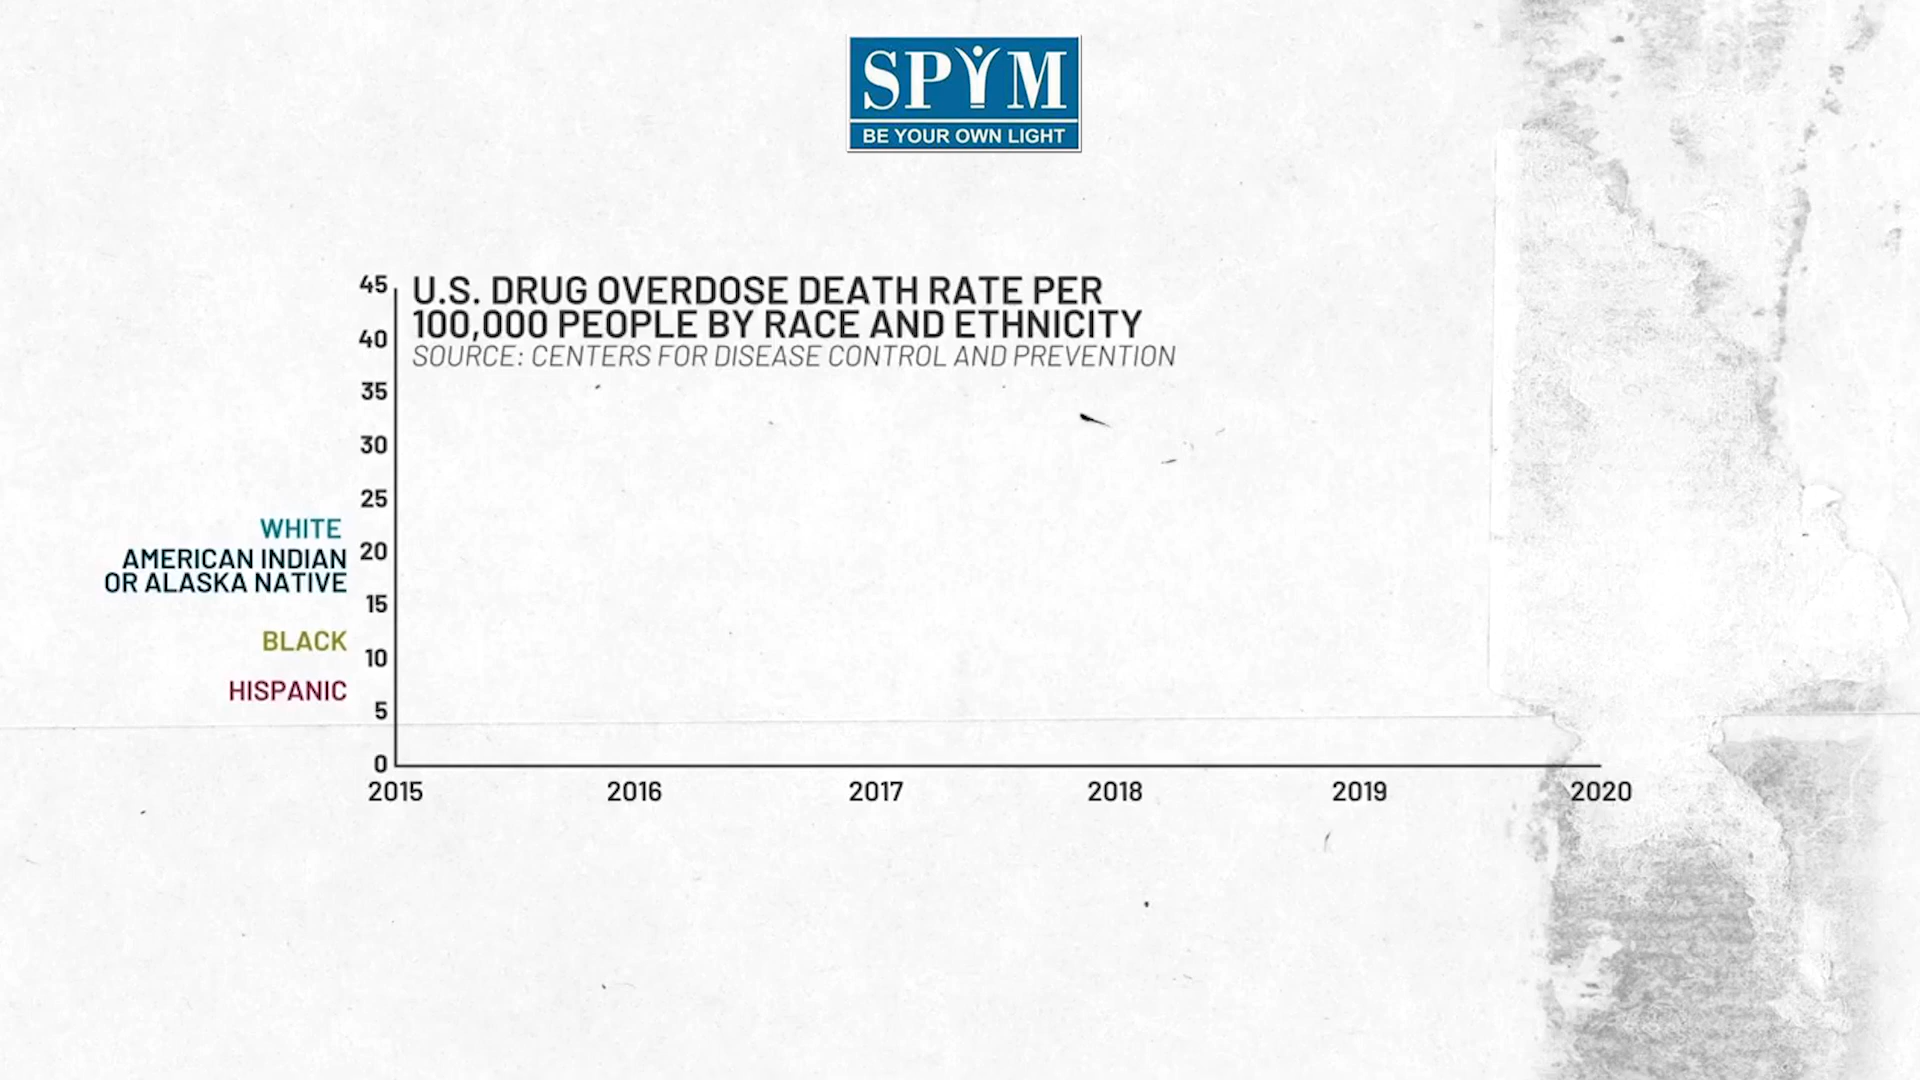 SPYM
BE YOUR OWN LIGHT
U.S. DRUG OVERDOSE DEATH RATE PER
100,000 PEOPLE BY RACE AND ETHNICITY
SOURCE: CENTERS FOR DISEASE CONTROL AND PREVENTION
45
40
35
30
25
20
15
10
5
0
WHITE
AMERICAN INDIAN
OR ALASKA NATIVE
BLACK
HISPANIC
2015 2016 2017 2018 2019 2020